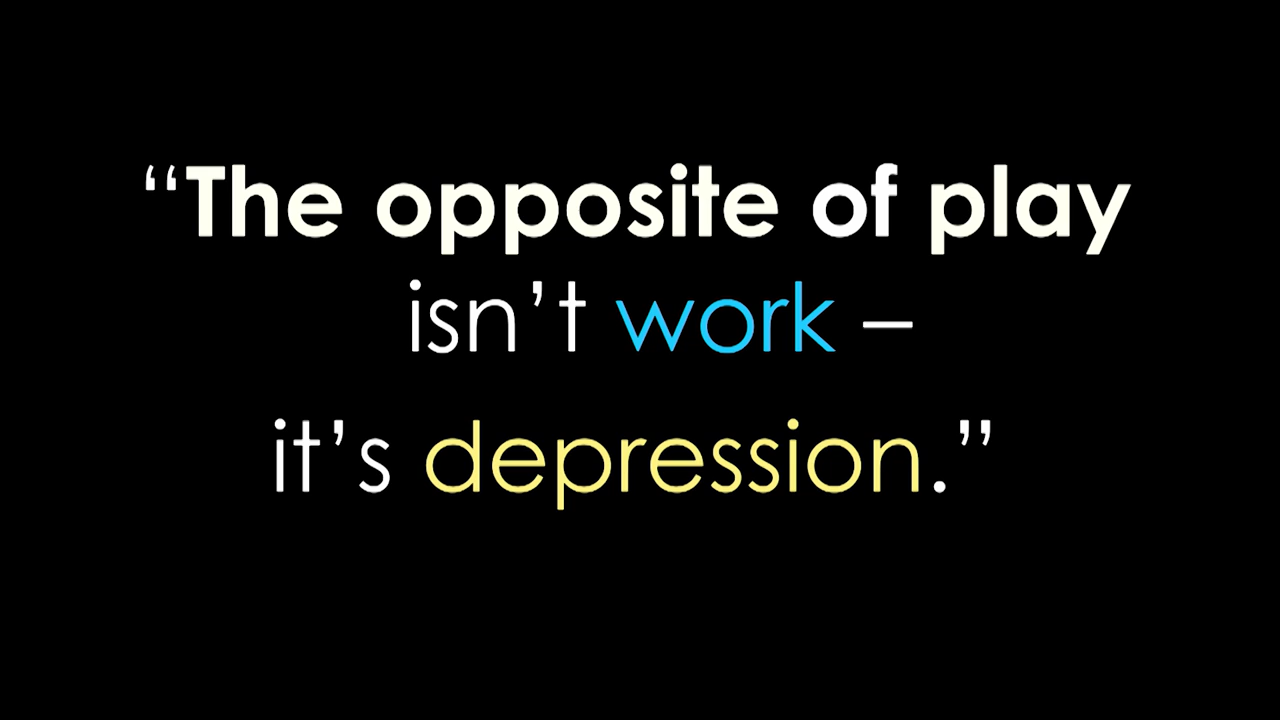 “The opposite of play
isn’t work –
it’s depression.”